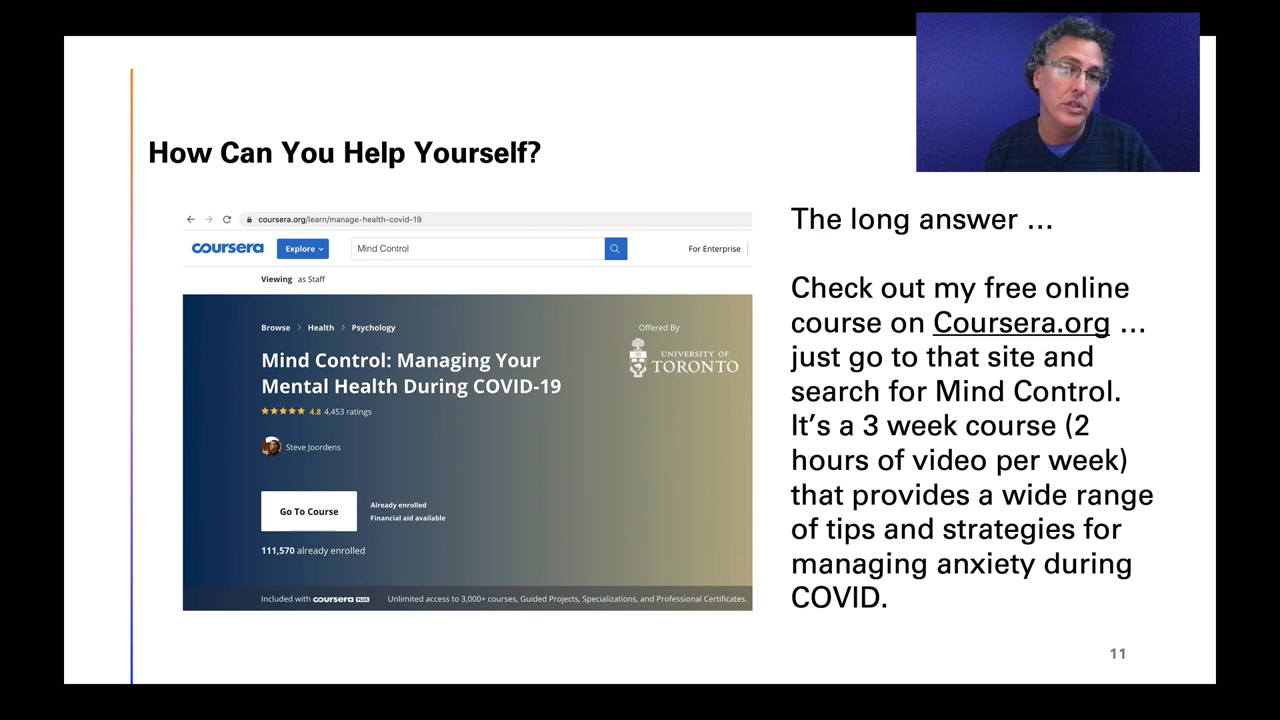 How Can You Help Yourself?
coursera.org/learn/manage-health-covid-19
coursera Explore Mind Control For Enterprise
Viewing as Staff
Browse > Health > Psychology
Offered By
UNIVERSITY OF
TORONTO
Mind Control: Managing Your
Mental Health During COVID-19
4.8 4,453 ratings
Steve Joordens
Go To Course
Already enrolled
Financial aid available
111,570 already enrolled
Included with coursera PLUS Unlimited access to 3,000+ courses, Guided Projects, Specializations, and Professional Certificates.
The long answer …
Check out my free online
course on Coursera.org …
just go to that site and
search for Mind Control.
It’s a 3 week course (2
hours of video per week)
that provides a wide range
of tips and strategies for
managing anxiety during
COVID.
11